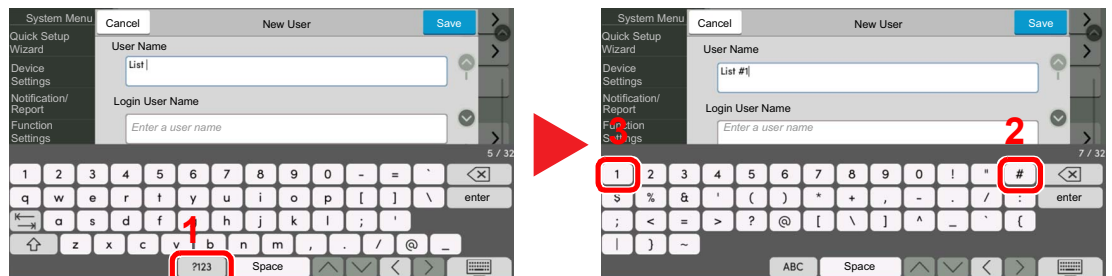 System Menu
Cancel
New User
Save
Quick Setup
Wizard
User Name
List
Device
Settings
Notification/
Report
Login User Name
Function
Settings
Enter a user name
5 / 32
1 2 3 4 5 6 7 8 9 0 - = `
q w e r t y u i o p [ ] \ enter
a s d f g h j k l ; '
1
z x c v b n m , . / @ _
?123 Space
System Menu
Cancel
New User
Save
Quick Setup
Wizard
User Name
List #1
Device
Settings
Notification/
Report
Login User Name
Function
Settings
Enter a user name
3
2
7 / 32
1 2 3 4 5 6 7 8 9 0 ! " #
$ % & ' ( ) * + , - . / : enter
; < = > ? @ [ \ ] ^ _ ` {
| } ~
ABC Space